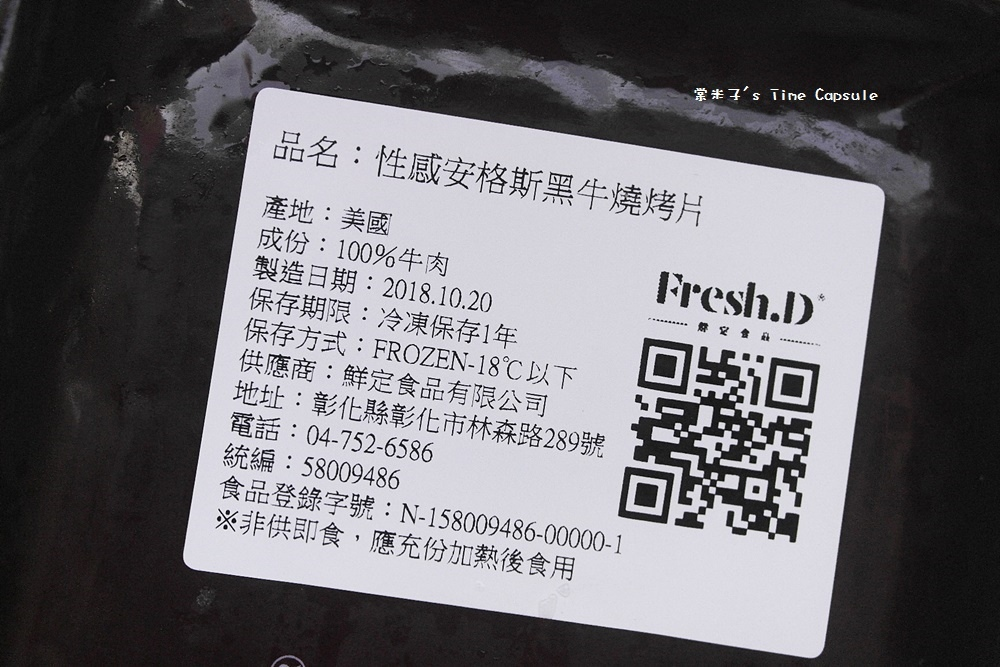 棠半子's Time Capsule
品名：性感安格斯黑牛燒烤片
產地：美國
成份：100%牛肉
製造日期：2018.10.20
保存期限：冷凍保存1年
保存方式：FROZEN-18℃以下
供應商：鮮定食品有限公司
地址：彰化縣彰化市林森路289號
電話：04-752-6586
統編：58009486
食品登錄字號：N-158009486-00000-1
※非供即食，應充份加熱後食用
Fresh.D®
鮮定食品